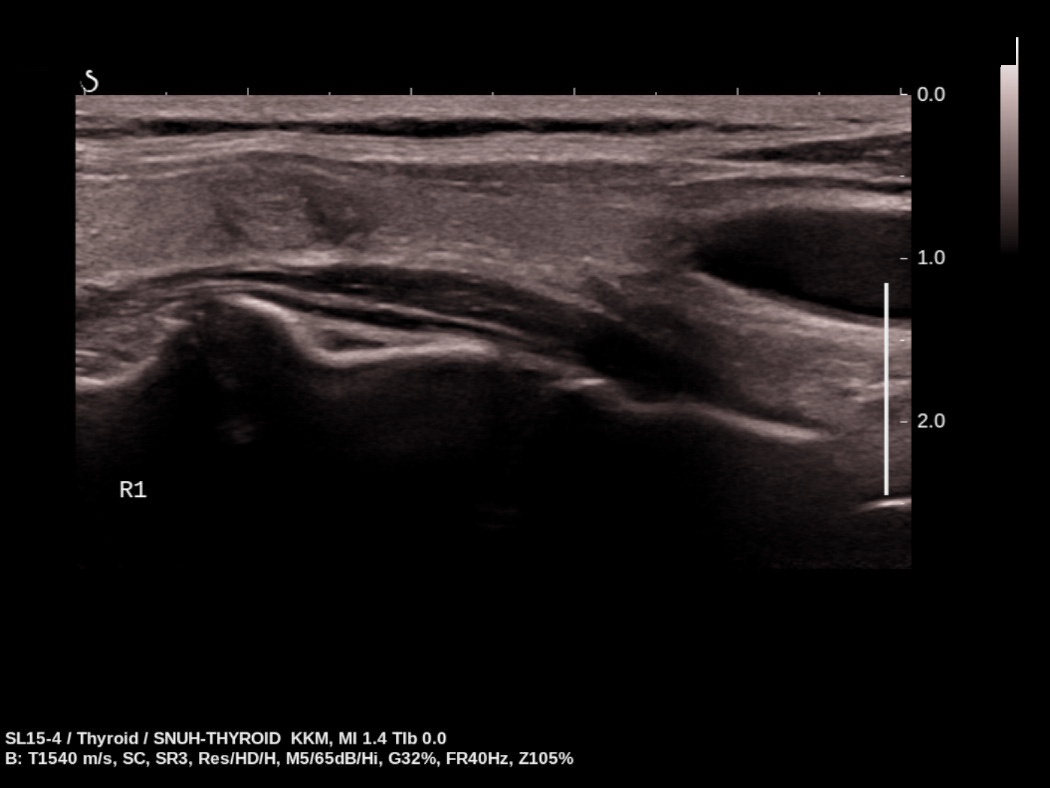 S
0.0
1.0
2.0
R1
SL15-4 / Thyroid / SNUH-THYROID KKM, MI 1.4 TIb 0.0
B: T1540 m/s, SC, SR3, Res/HD/H, M5/65dB/Hi, G32%, FR40Hz, Z105%